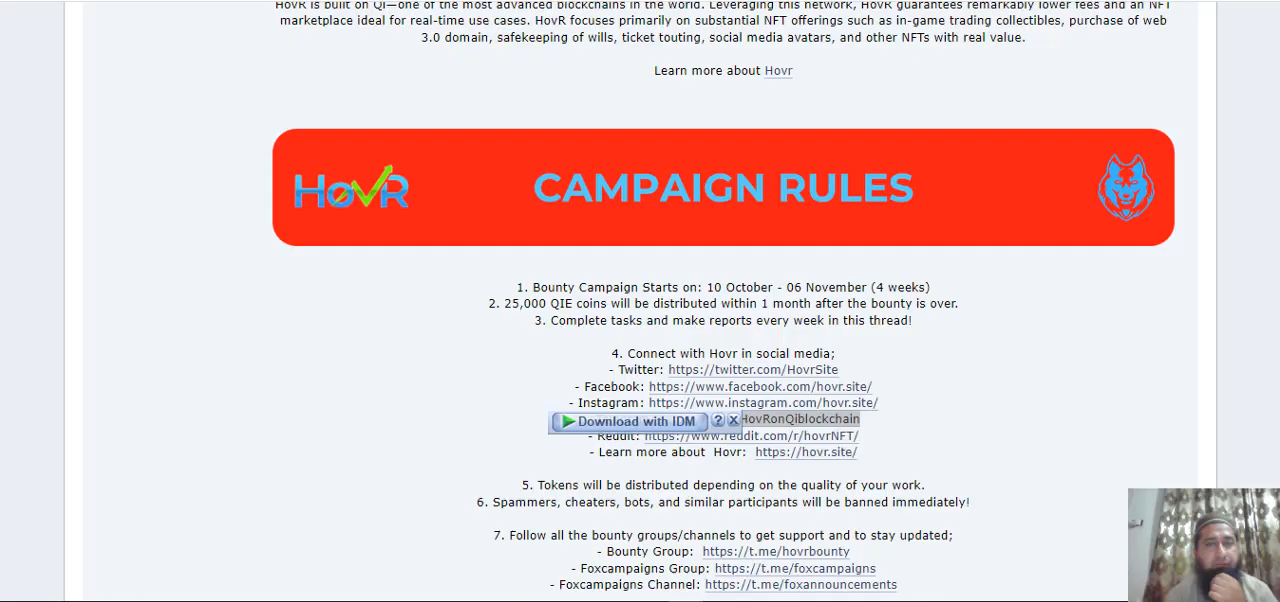 HovR is built on QI—one of the most advanced blockchains in the world. Leveraging this network, HovR guarantees remarkably lower fees and an NFT
marketplace ideal for real-time use cases. HovR focuses primarily on substantial NFT offerings such as in-game trading collectibles, purchase of web
3.0 domain, safekeeping of wills, ticket touting, social media avatars, and other NFTs with real value.
Learn more about Hovr
HovR CAMPAIGN RULES
1. Bounty Campaign Starts on: 10 October - 06 November (4 weeks)
2. 25,000 QIE coins will be distributed within 1 month after the bounty is over.
3. Complete tasks and make reports every week in this thread!
4. Connect with Hovr in social media;
- Twitter: https://twitter.com/HovrSite
- Facebook: https://www.facebook.com/hovr.site/
- Instagram: https://www.instagram.com/hovr.site/
Download with IDM ? X HovRonQiblockchain
- Reddit: https://www.reddit.com/r/hovrNFT/
- Learn more about Hovr: https://hovr.site/
5. Tokens will be distributed depending on the quality of your work.
6. Spammers, cheaters, bots, and similar participants will be banned immediately!
7. Follow all the bounty groups/channels to get support and to stay updated;
- Bounty Group: https://t.me/hovrbounty
- Foxcampaigns Group: https://t.me/foxcampaigns
- Foxcampaigns Channel: https://t.me/foxannouncements